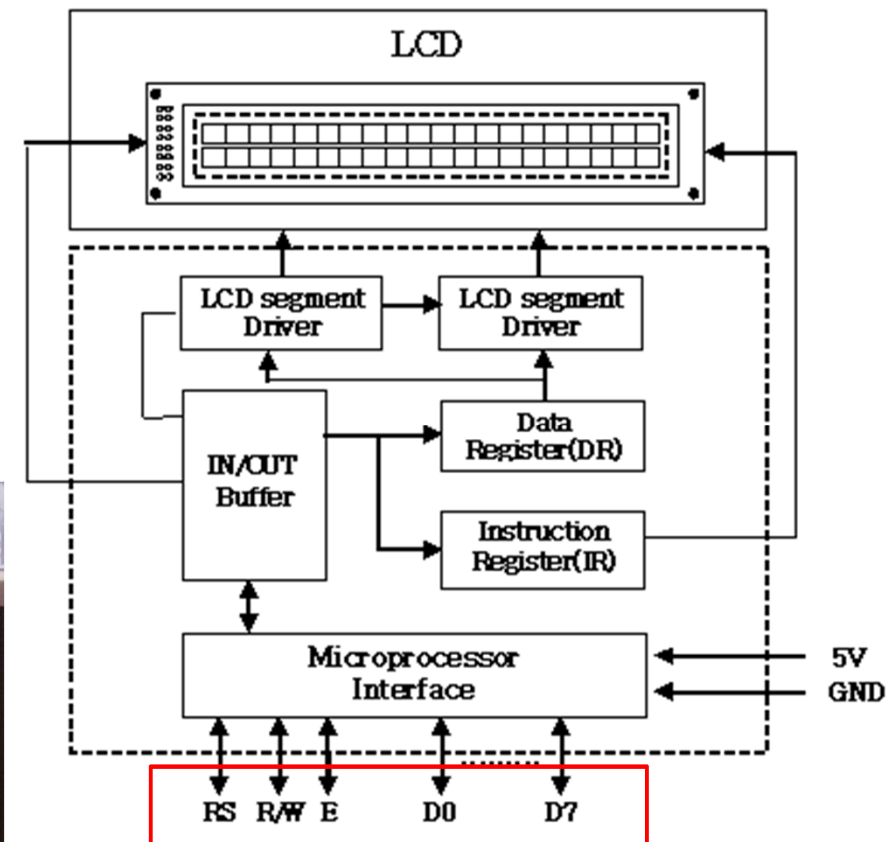 LCD
LCD segment
Driver
LCD segment
Driver
IN/OUT
Buffer
Data
Register(DR)
Instruction
Register(IR)
Microprocessor
Interface
5V
GND
RS R/W E D0 D7